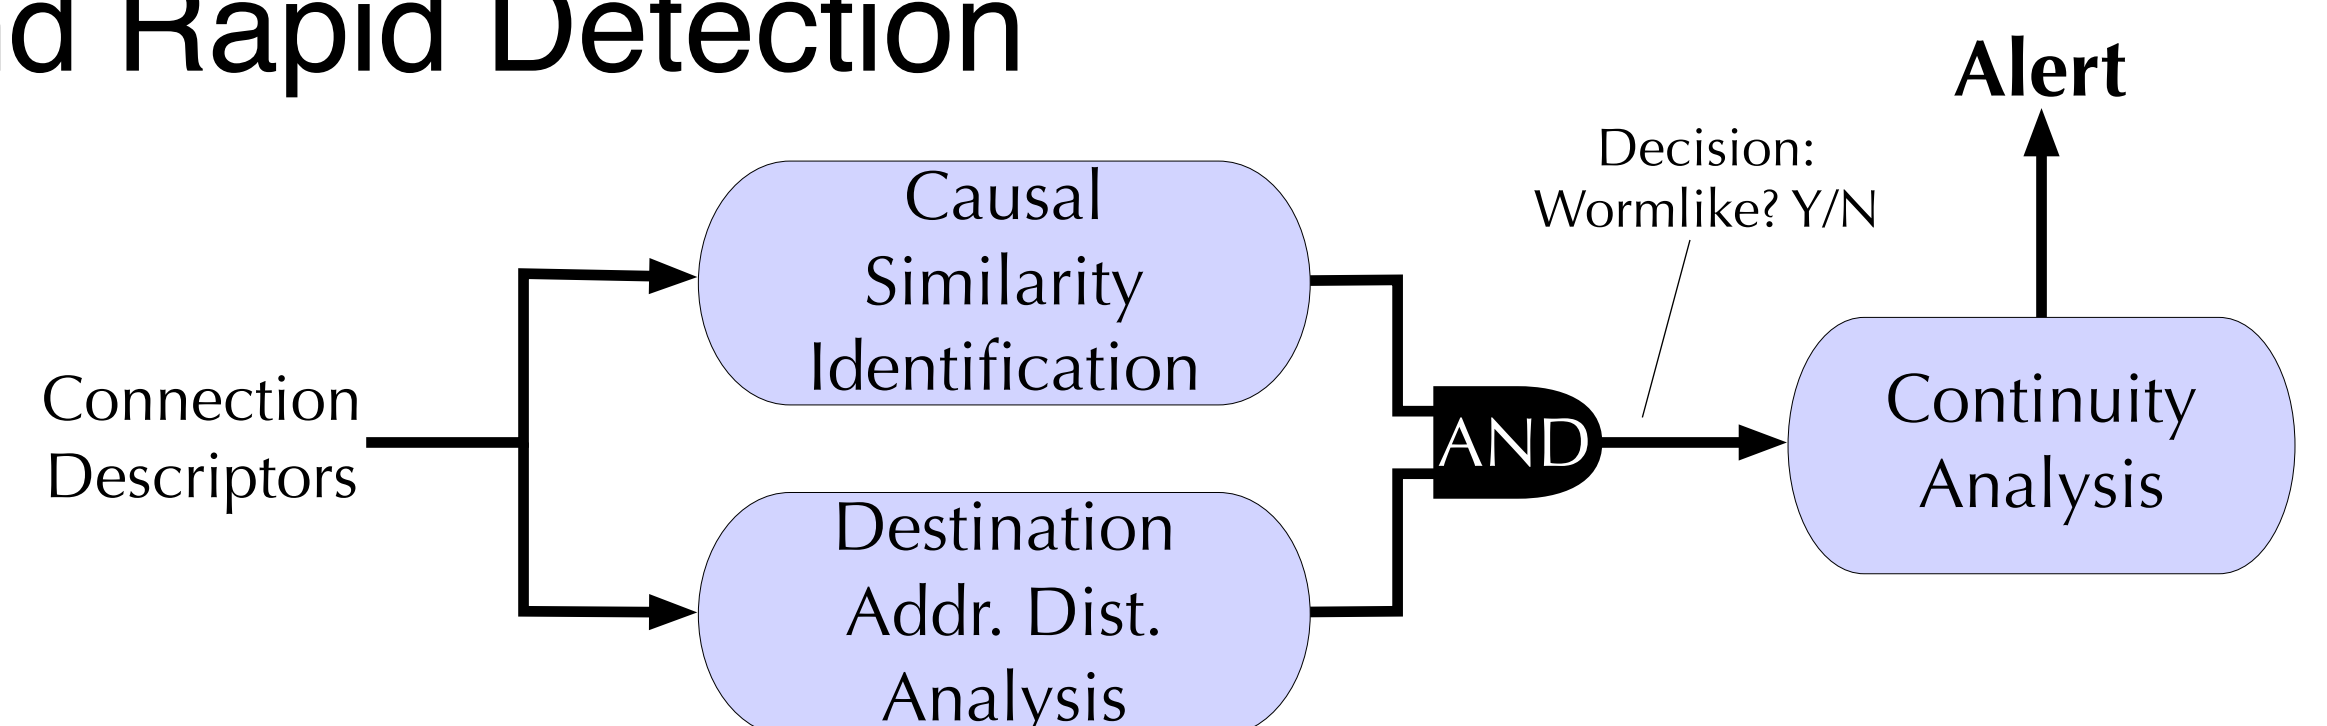 d Rapid Detection
Alert
Decision:
Wormlike? Y/N
Causal
Similarity
Identification
Connection
Descriptors
AND
Continuity
Analysis
Destination
Addr. Dist.
Analysis